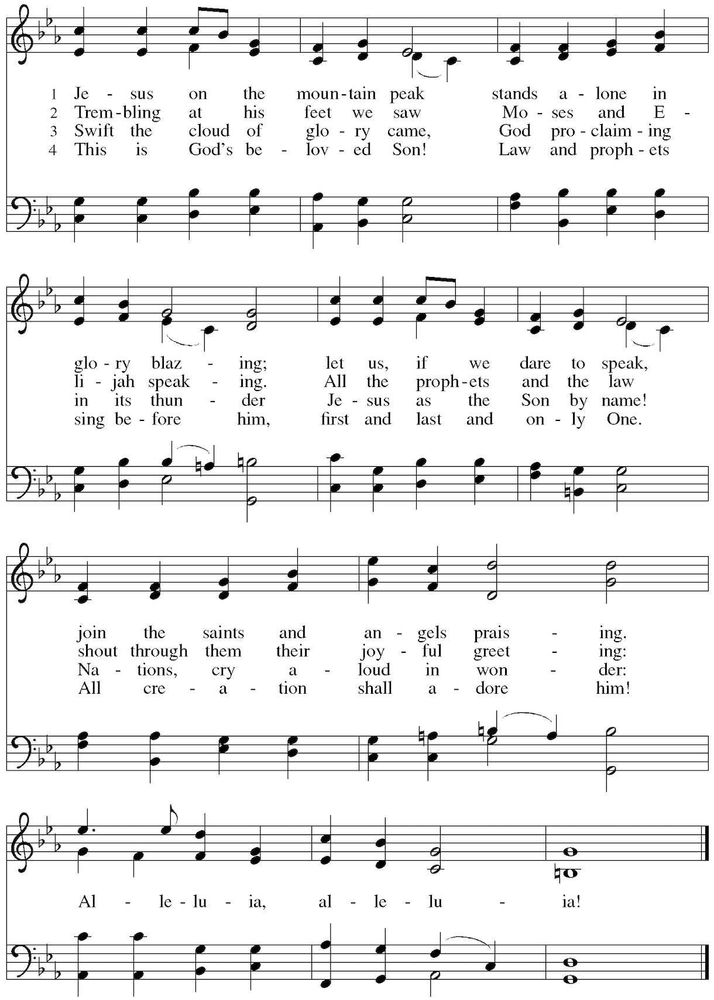 1 Je - sus on the moun - tain peak stands a - lone in
2 Trem - bling at his feet we saw Mo - ses and E -
3 Swift the cloud of glo - ry came, God pro - claim - ing
4 This is God's be - lov - ed Son! Law and proph - ets
glo - ry blaz - ing; let us, if we dare to speak,
li - jah speak - ing. All the proph - ets and the law
in its thun - der Je - sus as the Son by name!
sing be - fore him, first and last and on - ly One.
join the saints and an - gels prais - ing.
shout through them their joy - ful greet - ing:
Na - tions, cry a - loud in won - der:
All cre - a - tion shall a - dore him!
Al - le - lu - ia, al - le - lu - ia!